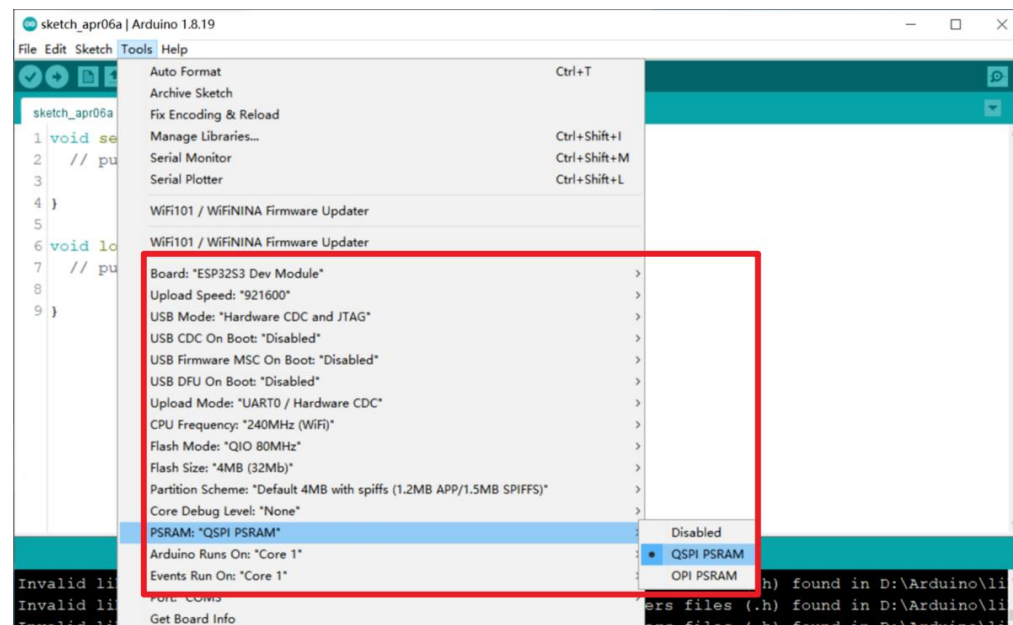 sketch_apr06a | Arduino 1.8.19
File Edit Sketch Tools Help
sketch_apr06a
Auto Format Ctrl+T
Archive Sketch
Fix Encoding & Reload
Manage Libraries... Ctrl+Shift+I
Serial Monitor Ctrl+Shift+M
Serial Plotter Ctrl+Shift+L
WiFi101 / WiFiNINA Firmware Updater
WiFi101 / WiFiNINA Firmware Updater
1 void se
2 // pu
3
4 }
5
6 void lo
7 // pu
8
9 }
Board: "ESP32S3 Dev Module"
Upload Speed: "921600"
USB Mode: "Hardware CDC and JTAG"
USB CDC On Boot: "Disabled"
USB Firmware MSC On Boot: "Disabled"
USB DFU On Boot: "Disabled"
Upload Mode: "UART0 / Hardware CDC"
CPU Frequency: "240MHz (WiFi)"
Flash Mode: "QIO 80MHz"
Flash Size: "4MB (32Mb)"
Partition Scheme: "Default 4MB with spiffs (1.2MB APP/1.5MB SPIFFS)"
Core Debug Level: "None"
PSRAM: "QSPI PSRAM"
Arduino Runs On: "Core 1"
Events Run On: "Core 1"
Get Board Info
Disabled
QSPI PSRAM
OPI PSRAM
Invalid li h) found in D:\Arduino\li
Invalid li ers files (.h) found in D:\Arduino\li